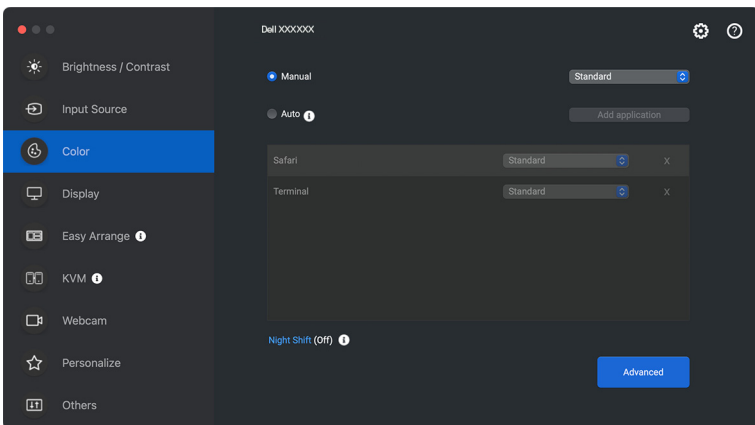 Dell XXXXXX
Brightness / Contrast
Input Source
Color
Display
Easy Arrange
KVM
Webcam
Personalize
Others
Manual
Standard
Auto
Add application
Safari
Standard
X
Terminal
Standard
X
Night Shift (Off)
Advanced